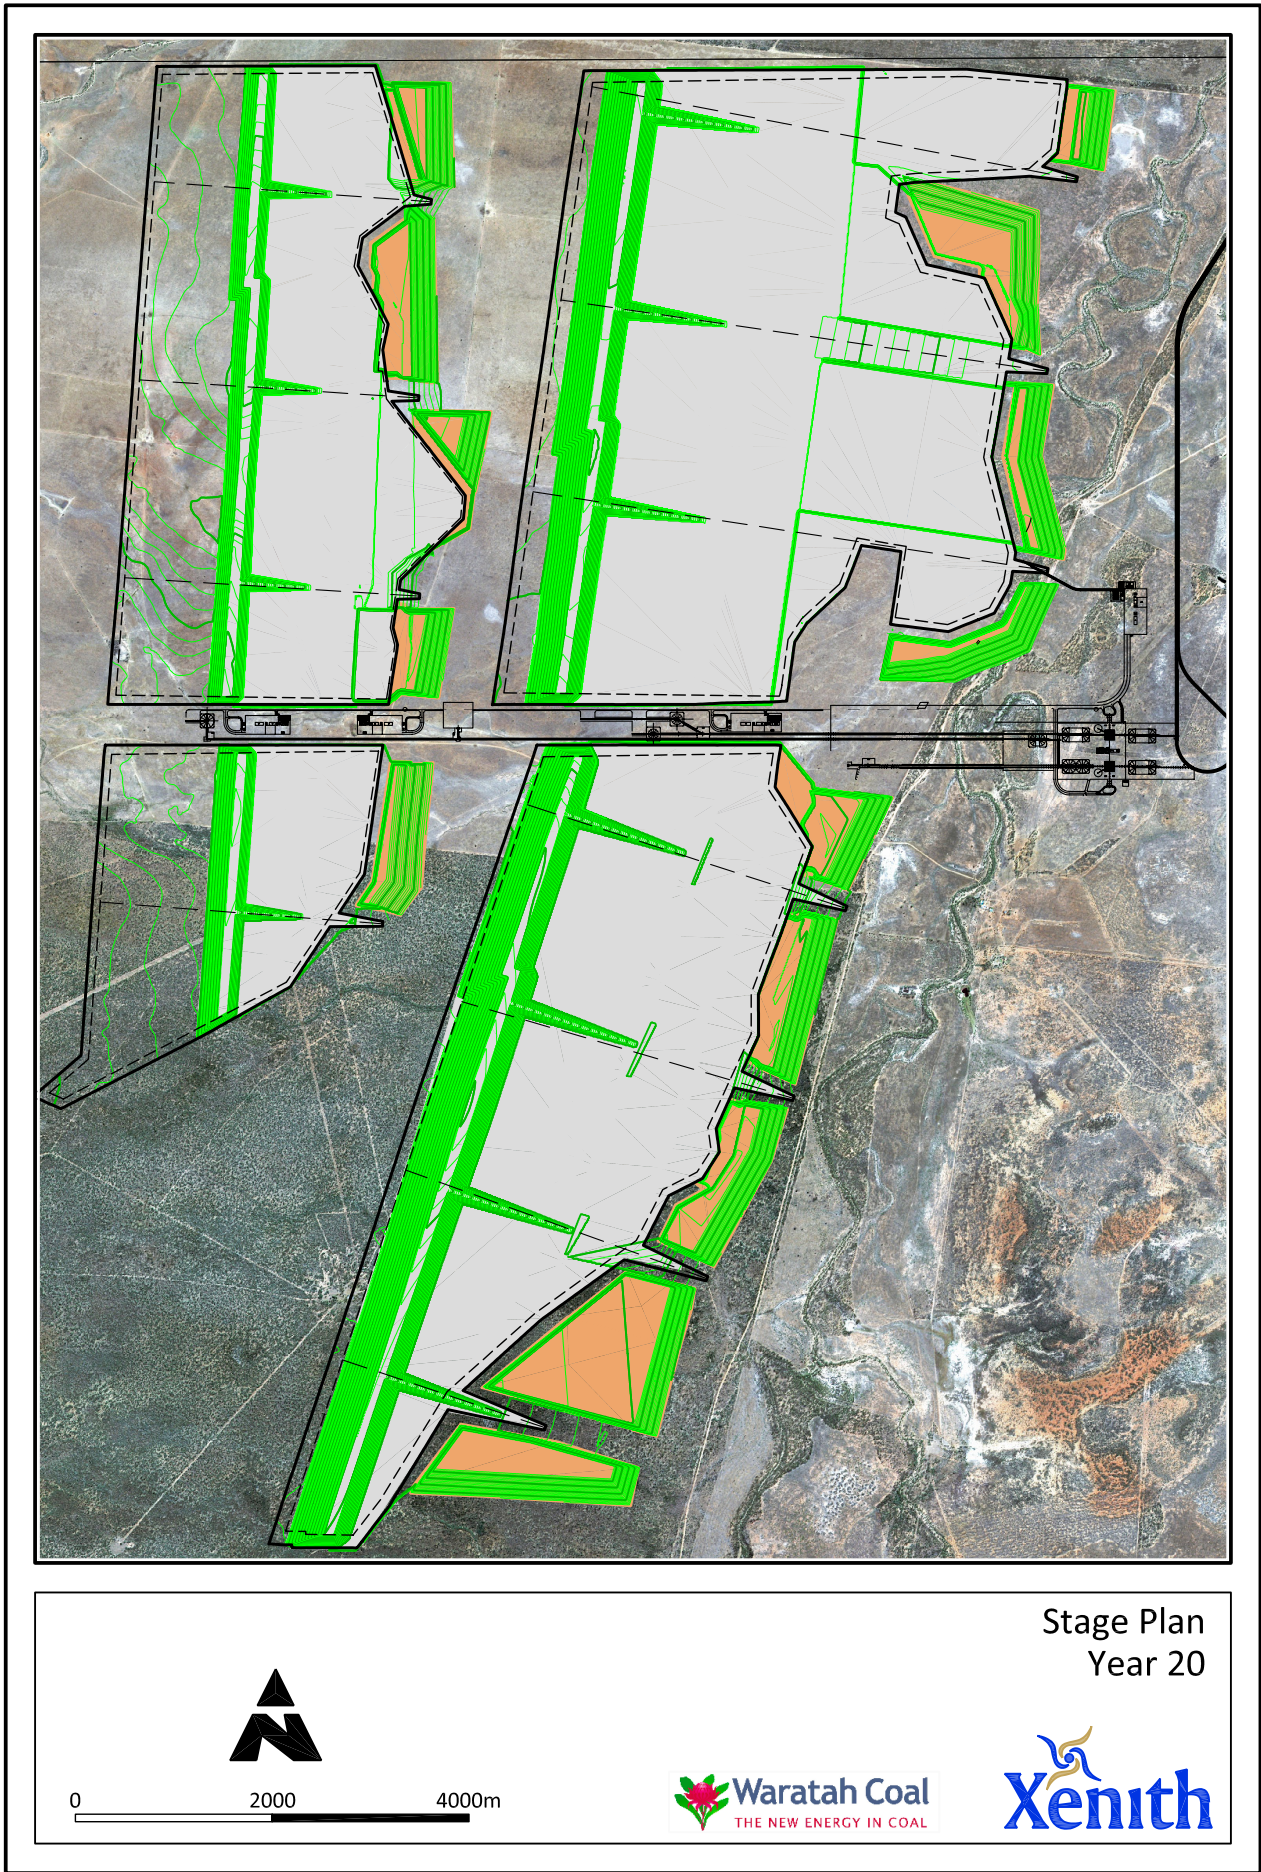 Stage Plan
Year 20
0 2000 4000m
Waratah Coal
THE NEW ENERGY IN COAL
Xenith